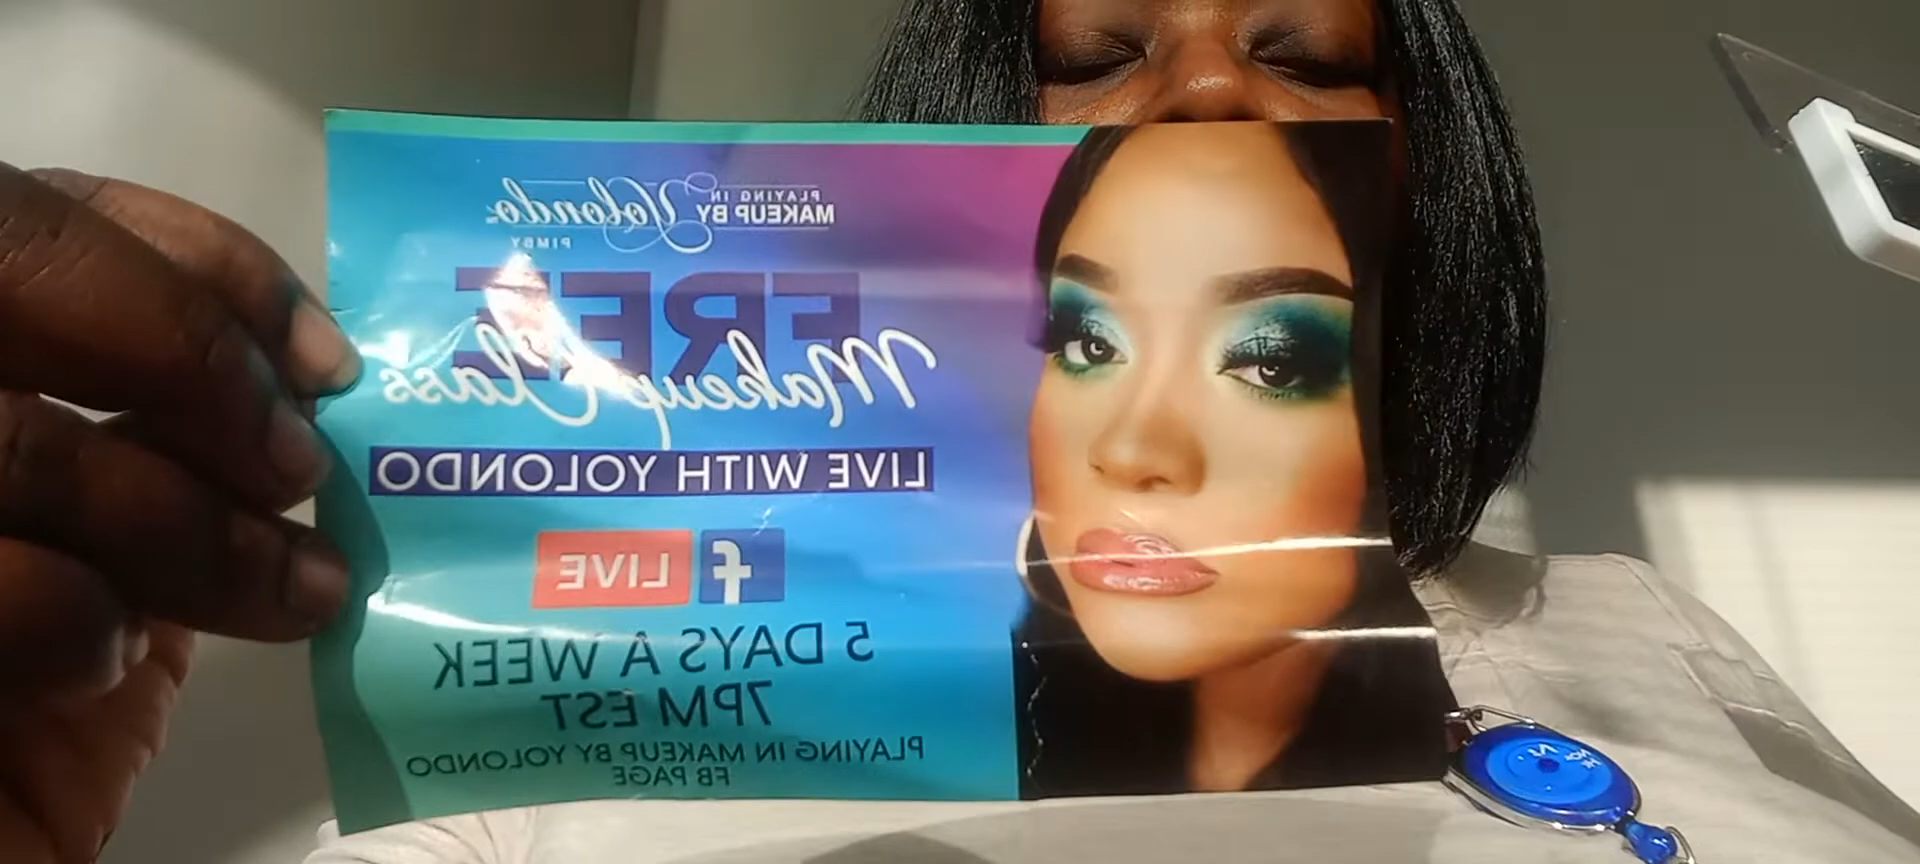 PLAYING IN
MAKEUP BY Yolondo
PIMBY
FREE
Makeup Class
LIVE WITH YOLONDO
f LIVE
5 DAYS A WEEK
7PM EST
PLAYING IN MAKEUP BY YOLONDO
FB PAGE